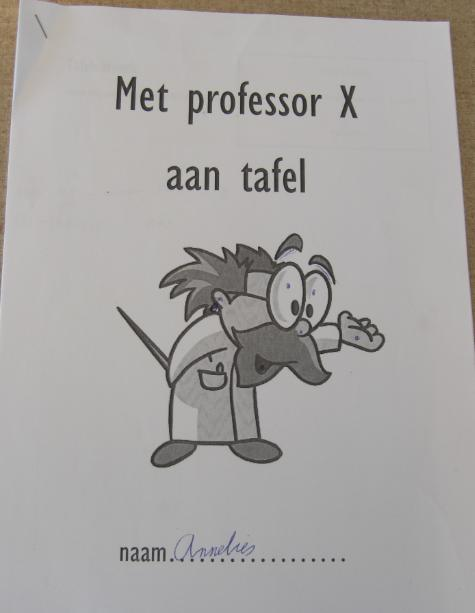 Met professor X
aan tafel
naam Annelies